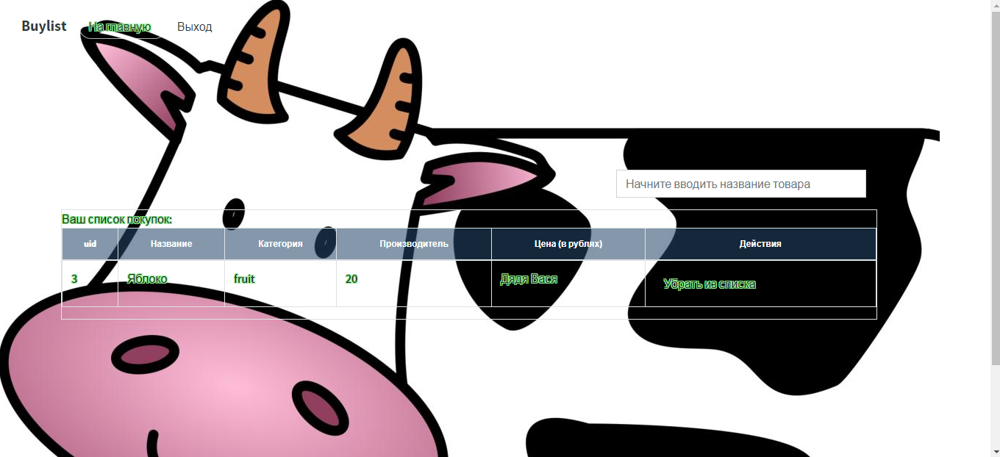 Buylist На главную Выход
Начните вводить название товара
Ваш список покупок:
uid Название Категория Производитель Цена (в рублях) Действия
3 Яблоко fruit 20 Дядя Вася Убрать из списка